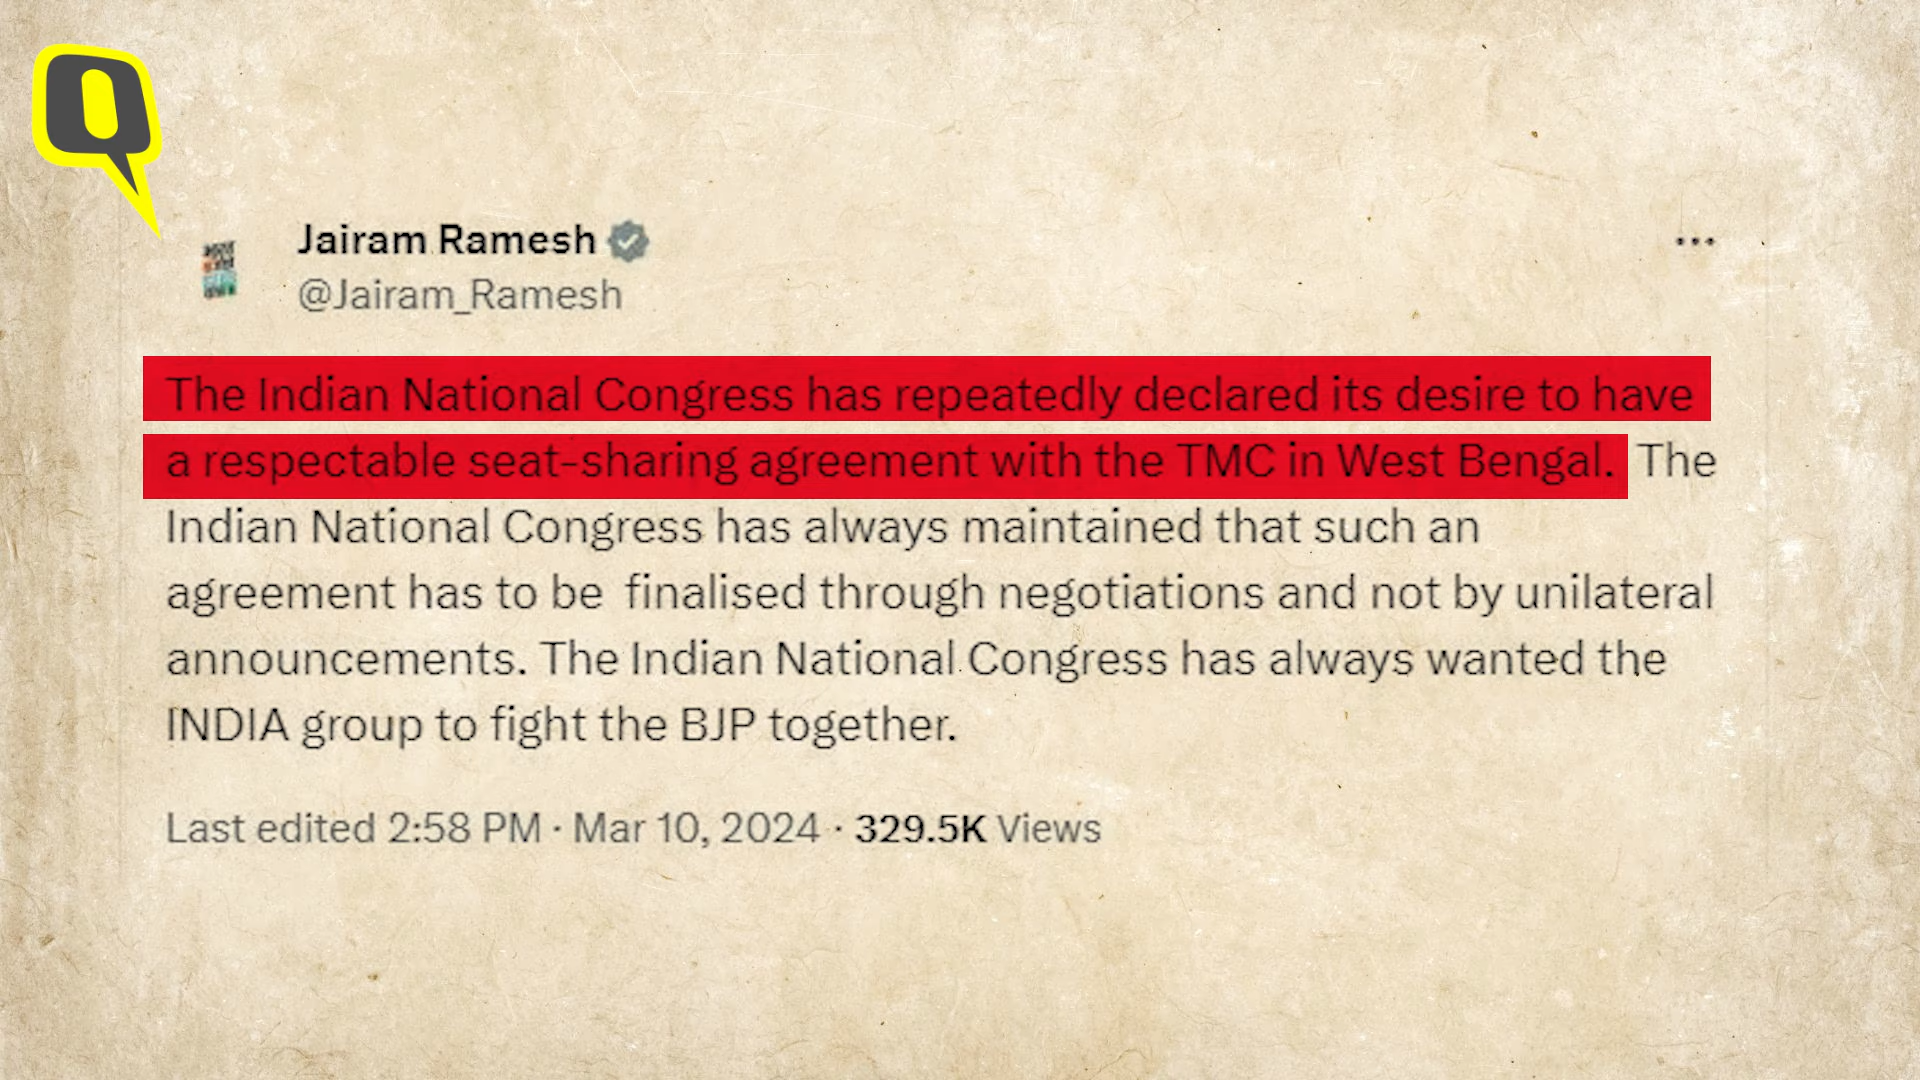 Q
Jairam Ramesh
@Jairam_Ramesh
The Indian National Congress has repeatedly declared its desire to have
a respectable seat-sharing agreement with the TMC in West Bengal. The
Indian National Congress has always maintained that such an
agreement has to be  finalised through negotiations and not by unilateral
announcements. The Indian National Congress has always wanted the
INDIA group to fight the BJP together.
Last edited 2:58 PM · Mar 10, 2024 · 329.5K Views